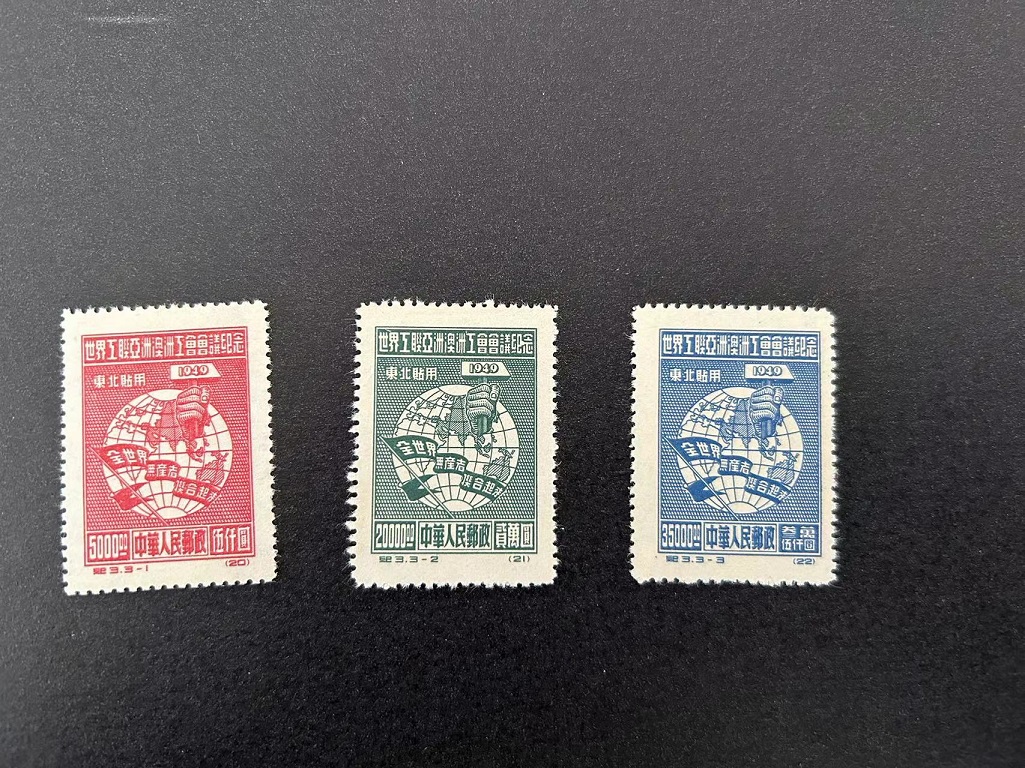 世界工聯亞洲澳洲工會會議紀念
東北貼用
1949
全世界
無產者
聯合起來
5000圓
中華人民郵政
伍仟圓
紀3.3-1
(20)
世界工聯亞洲澳洲工會會議紀念
東北貼用
1949
全世界
無產者
聯合起來
20000圓
中華人民郵政
貳萬圓
紀3.3-2
(21)
世界工聯亞洲澳洲工會會議紀念
東北貼用
1949
全世界
無產者
聯合起來
35000圓
中華人民郵政
叁萬
伍仟圓
紀3.3-3
(22)